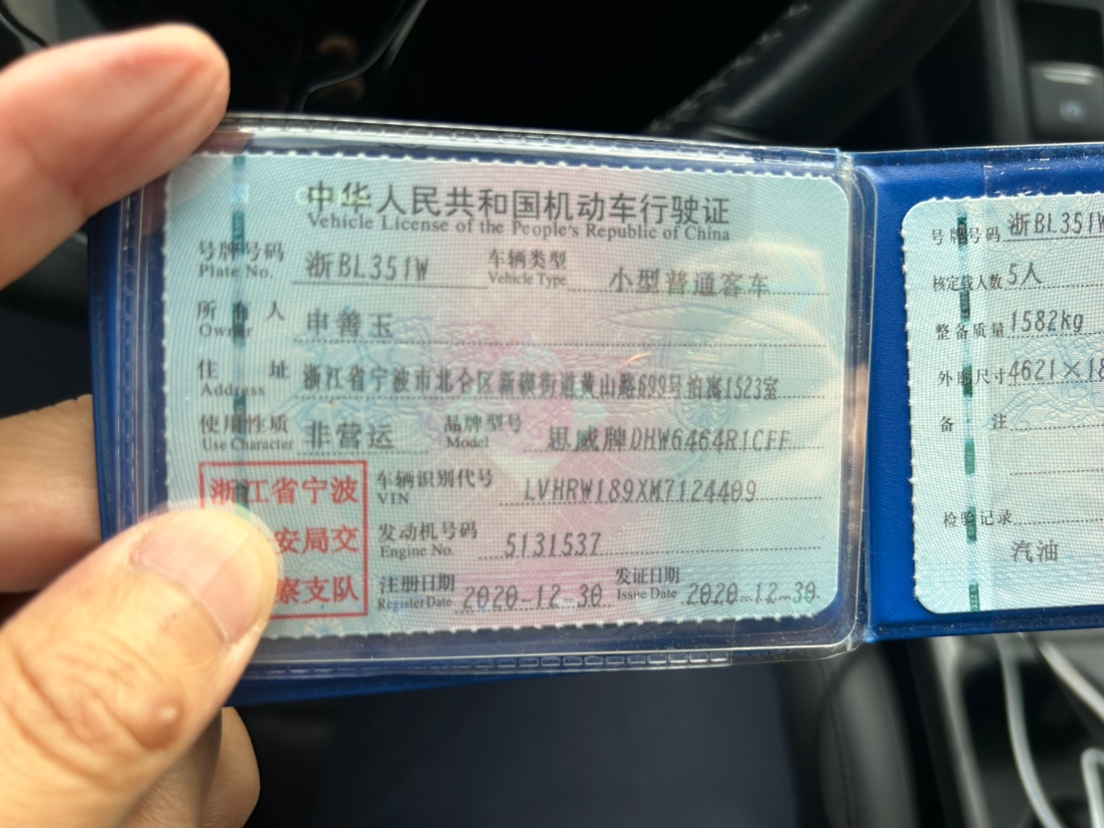 中华人民共和国机动车行驶证
Vehicle License of the People's Republic of China
号牌号码 浙BL351W 车辆类型 小型普通客车
Plate No. Vehicle Type
所有人 申善玉
Owner
住址 浙江省宁波市北仑区新碶街道黄山路699号泊寓1523室
Address
使用性质 非营运 品牌型号 思威牌DHW6464R1CFF
Use Character Model
浙江省宁波
安局交
察支队
车辆识别代号 LVHRW189XM7124409
VIN
发动机号码 5131537
Engine No.
注册日期 2020-12-30 发证日期 2020-12-30
Register Date Issue Date
号牌号码 浙BL351W
核定载人数 5人
整备质量 1582kg
外廓尺寸 4621×18
备注
检验记录
汽油